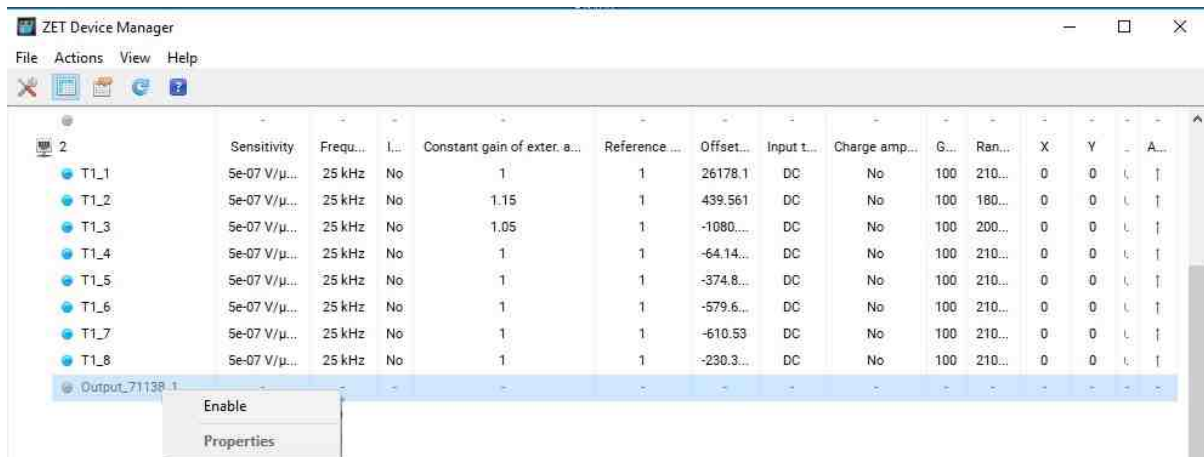 ZET Device Manager
File Actions View Help
- - - - - - - - - - - - - -
2 Sensitivity Frequ... I... Constant gain of exter. a... Reference ... Offset... Input t... Charge amp... G... Ran... X Y .. A...
T1_1 5e-07 V/µ... 25 kHz No 1 1 26178.1 DC No 100 210... 0 0
T1_2 5e-07 V/µ... 25 kHz No 1.15 1 439.561 DC No 100 180... 0 0
T1_3 5e-07 V/µ... 25 kHz No 1.05 1 -1080.... DC No 100 200... 0 0
T1_4 5e-07 V/µ... 25 kHz No 1 1 -64.14... DC No 100 210... 0 0
T1_5 5e-07 V/µ... 25 kHz No 1 1 -374.8... DC No 100 210... 0 0
T1_6 5e-07 V/µ... 25 kHz No 1 1 -579.6... DC No 100 210... 0 0
T1_7 5e-07 V/µ... 25 kHz No 1 1 -610.53 DC No 100 210... 0 0
T1_8 5e-07 V/µ... 25 kHz No 1 1 -230.3... DC No 100 210... 0 0
Output_71138_1 - - - - - - - - - - - - - -
Enable
Properties